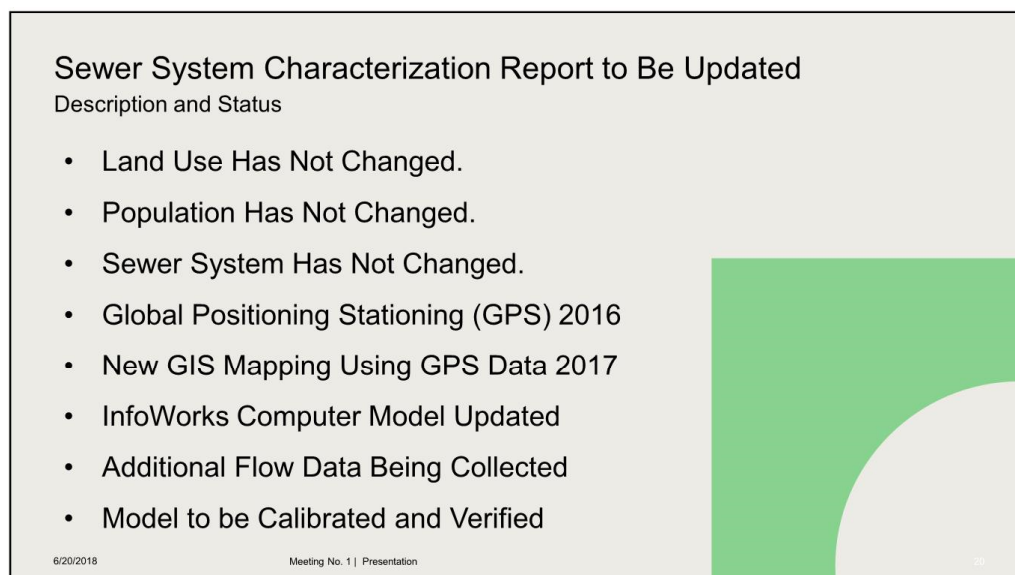 Sewer System Characterization Report to Be Updated
Description and Status
• Land Use Has Not Changed.
• Population Has Not Changed.
• Sewer System Has Not Changed.
• Global Positioning Stationing (GPS) 2016
• New GIS Mapping Using GPS Data 2017
• InfoWorks Computer Model Updated
• Additional Flow Data Being Collected
• Model to be Calibrated and Verified
6/20/2018
Meeting No. 1 | Presentation
20